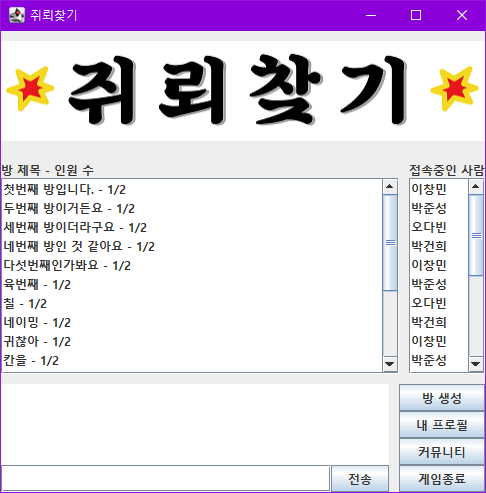 쥐뢰찾기
쥐뢰찾기
방 제목 - 인원 수
첫번째 방입니다. - 1/2
두번째 방이거든요 - 1/2
세번째 방이더라구요 - 1/2
네번째 방인 것 같아요 - 1/2
다섯번째인가봐요 - 1/2
육번째 - 1/2
칠 - 1/2
네이밍 - 1/2
귀찮아 - 1/2
칸을 - 1/2
접속중인 사람
이창민
박준성
오다빈
박건희
이창민
박준성
오다빈
박건희
이창민
박준성
전송
방 생성
내 프로필
커뮤니티
게임종료